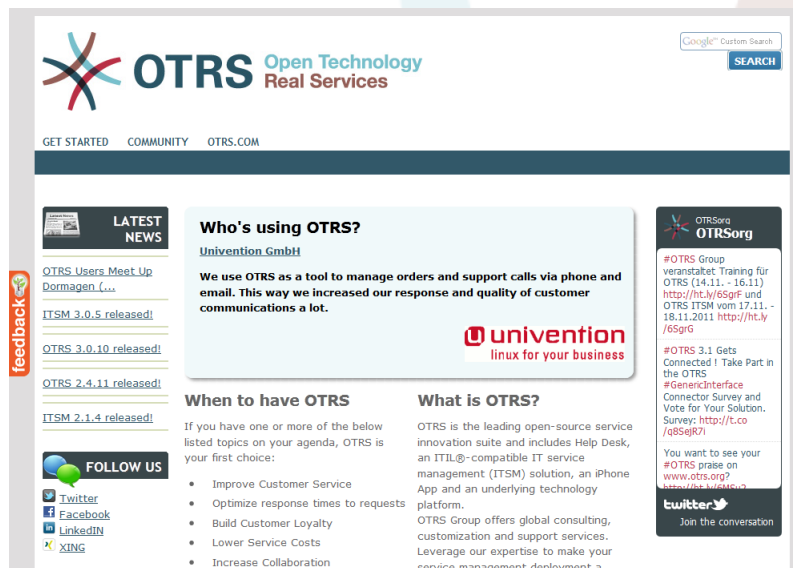 OTRS Open Technology
Real Services
Google™ Custom Search
SEARCH
GET STARTED COMMUNITY OTRS.COM
feedback
LATEST
NEWS
OTRS Users Meet Up
Dormagen (...
ITSM 3.0.5 released!
OTRS 3.0.10 released!
OTRS 2.4.11 released!
ITSM 2.1.4 released!
FOLLOW US
Twitter
Facebook
LinkedIN
XING
Who's using OTRS?
Univention GmbH
We use OTRS as a tool to manage orders and support calls via phone and
email. This way we increased our response and quality of customer
communications a lot.
univention
linux for your business
When to have OTRS
If you have one or more of the below
listed topics on your agenda, OTRS is
your first choice:
• Improve Customer Service
• Optimize response times to requests
• Build Customer Loyalty
• Lower Service Costs
• Increase Collaboration
What is OTRS?
OTRS is the leading open-source service
innovation suite and includes Help Desk,
an ITIL®-compatible IT service
management (ITSM) solution, an iPhone
App and an underlying technology
platform.
OTRS Group offers global consulting,
customization and support services.
Leverage our expertise to make your
service management deployment a
OTRSorg
OTRSorg
#OTRS Group
veranstaltet Training für
OTRS (14.11. - 16.11)
http://ht.ly/6SgrF und
OTRS ITSM vom 17.11. -
18.11.2011 http://ht.ly
/6SgrG
#OTRS 3.1 Gets
Connected ! Take Part in
the OTRS
#GenericInterface
Connector Survey and
Vote for Your Solution.
Survey: http://t.co
/q8SejR7i
You want to see your
#OTRS praise on
www.otrs.org?
twitter
Join the conversation